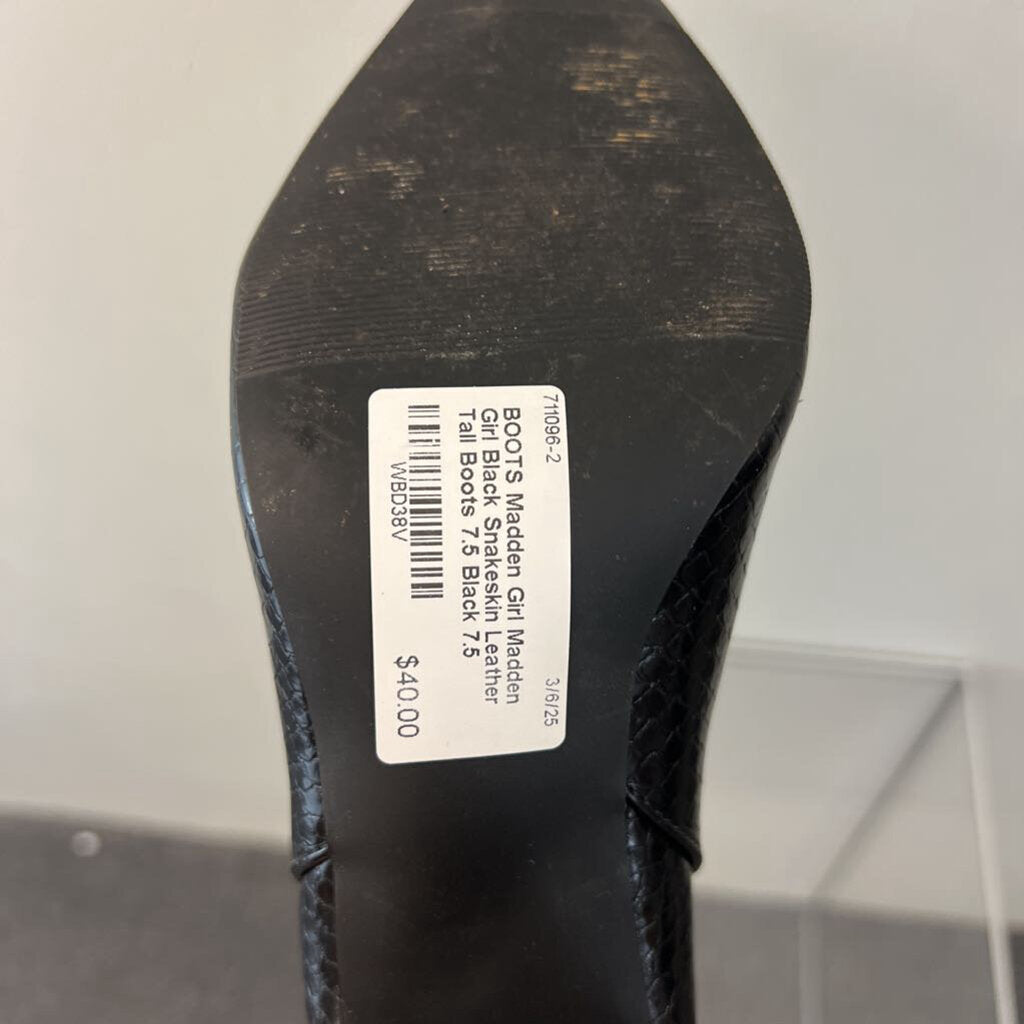 711096-2 3/6/25
BOOTS Madden Girl Madden
Girl Black Snakeskin Leather
Tall Boots 7.5 Black 7.5
WBD38V $40.00